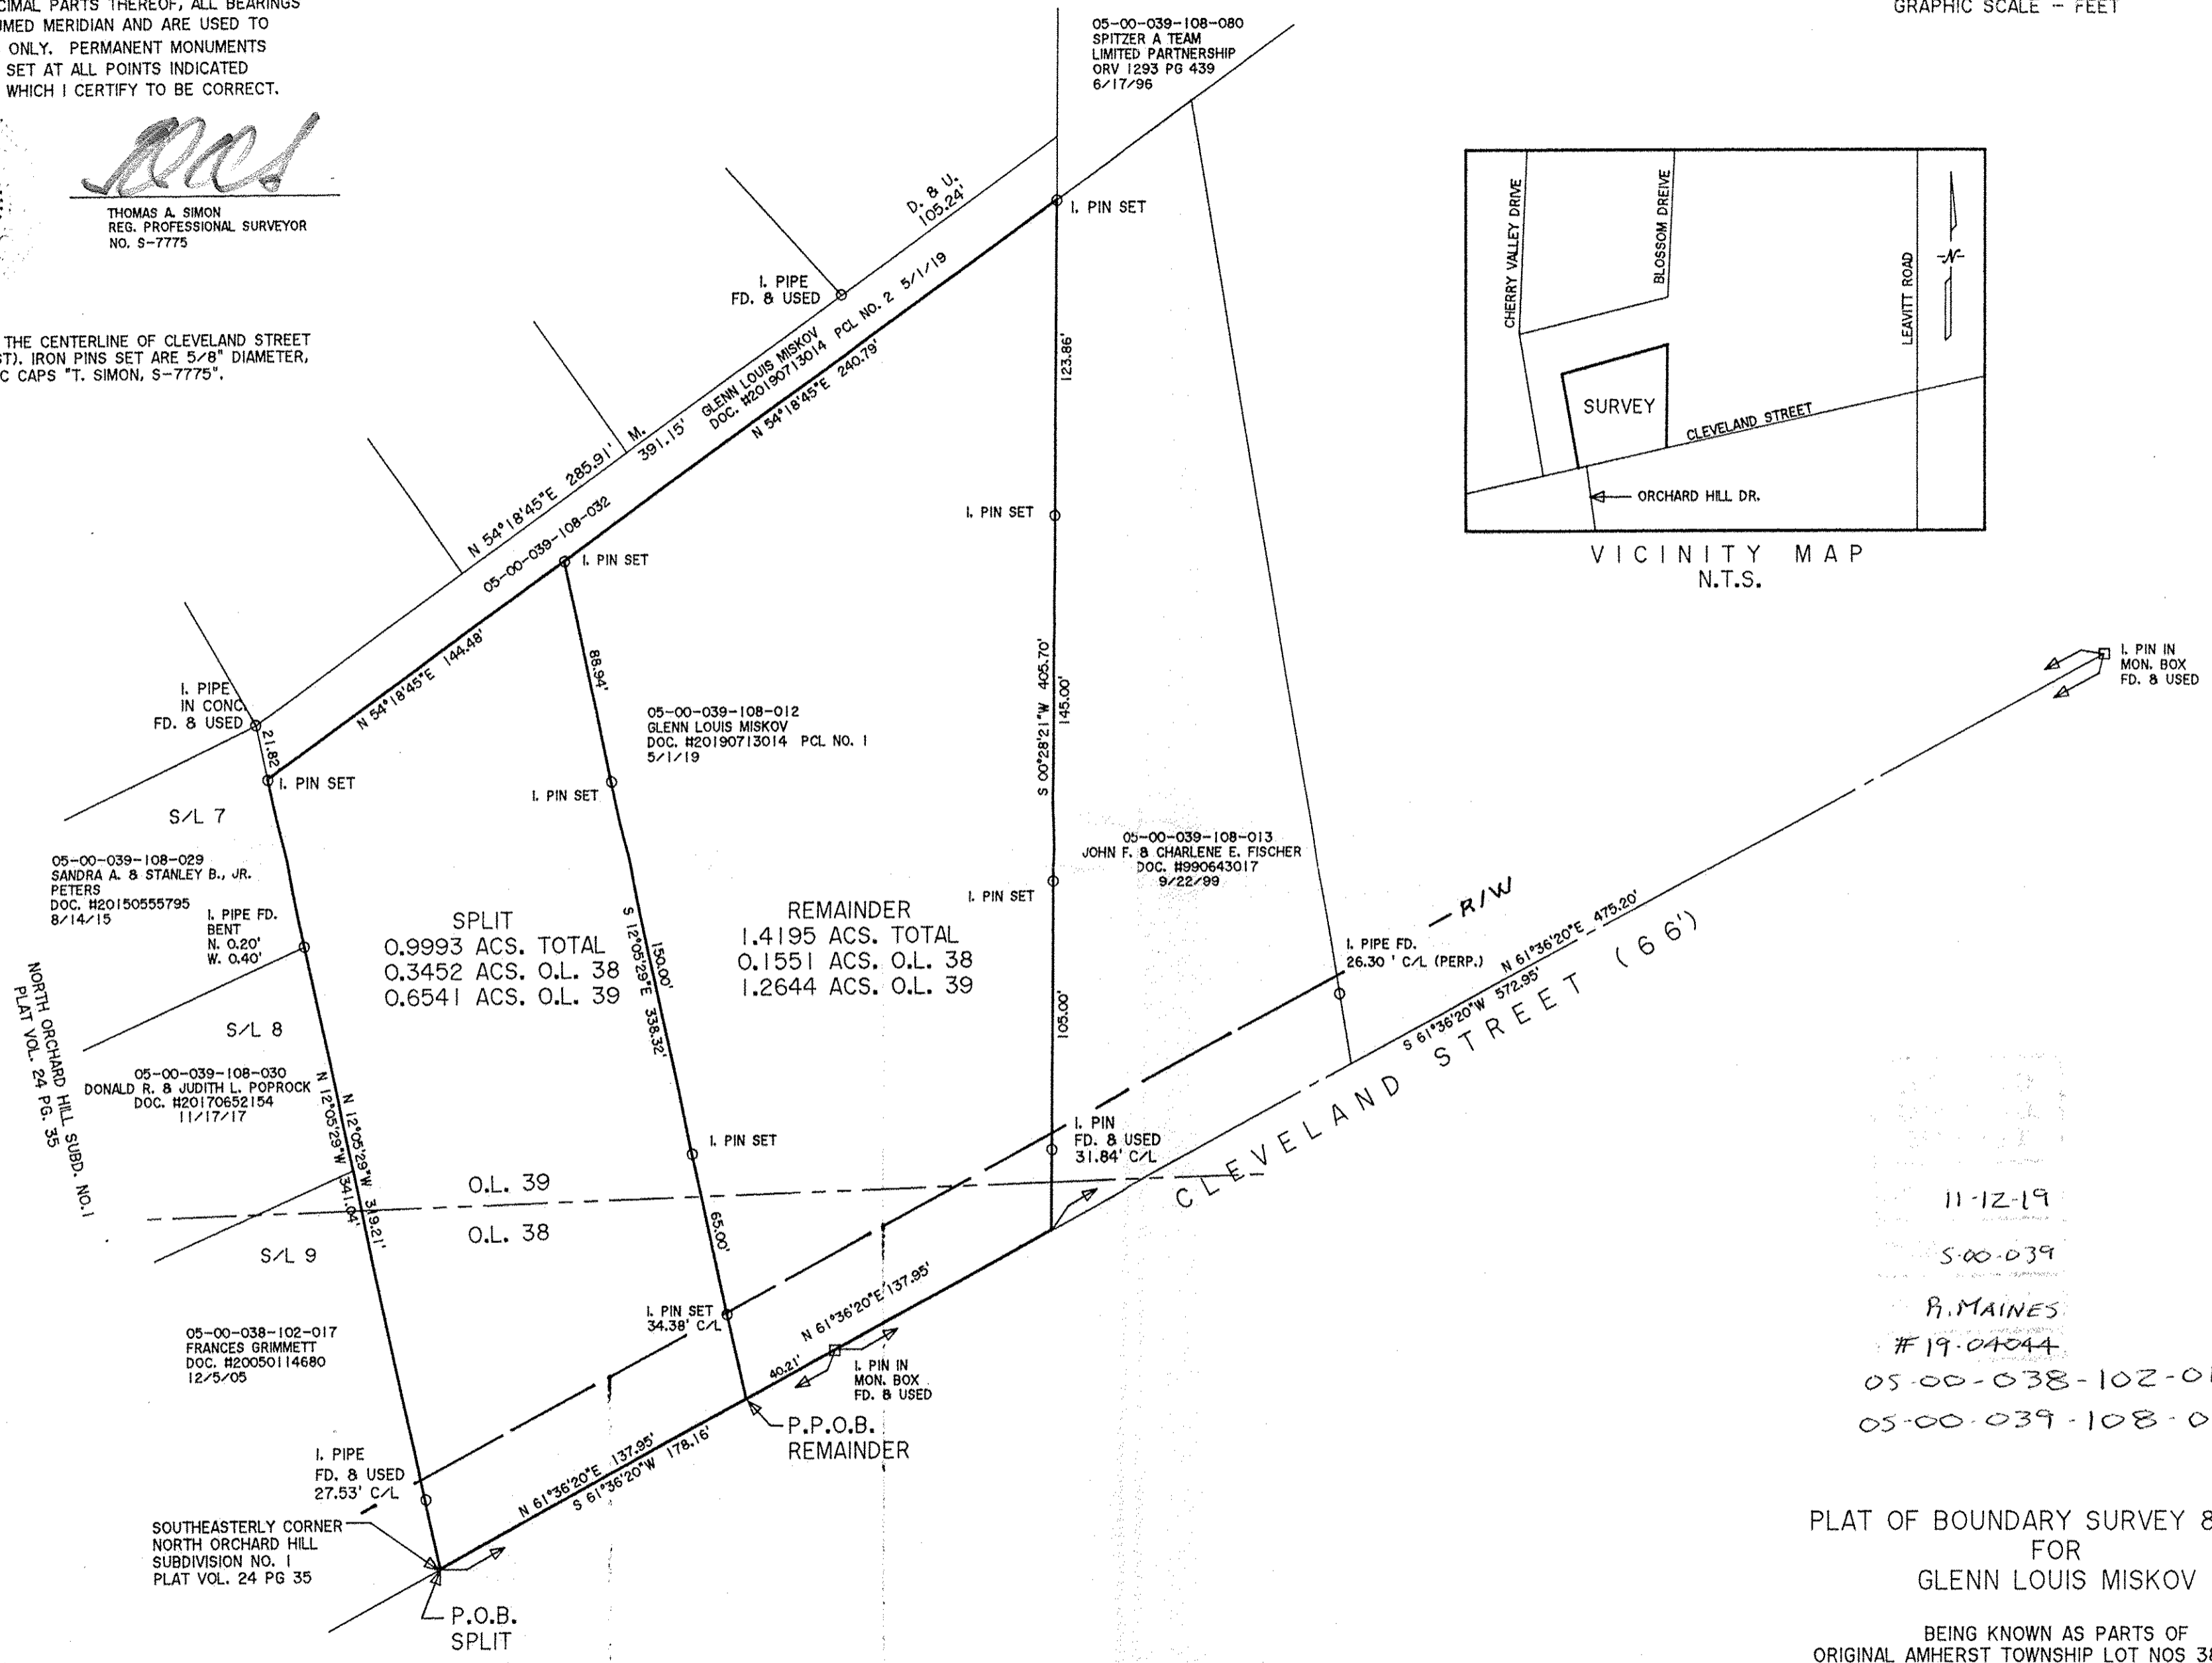 CIMAL PARTS THEREOF, ALL BEARINGS
UMED MERIDIAN AND ARE USED TO
ONLY. PERMANENT MONUMENTS
SET AT ALL POINTS INDICATED
WHICH I CERTIFY TO BE CORRECT.
THOMAS A. SIMON
REG. PROFESSIONAL SURVEYOR
NO. S-7775
THE CENTERLINE OF CLEVELAND STREET
ST). IRON PINS SET ARE 5/8" DIAMETER,
C CAPS "T. SIMON, S-7775".
GRAPHIC SCALE - FEET
05-00-039-108-080
SPITZER A TEAM
LIMITED PARTNERSHIP
ORV 1293 PG 439
6/17/96
D. & U.
105.24'
I. PIN SET
I. PIPE
FD. & USED
GLENN LOUIS MISKOV
DOC. #20190713014 PCL NO. 2 5/1/19
N 54°18'45"E 240.79'
N 54°18'45"E 285.91' M.
391.15'
05-00-039-108-032
I. PIN SET
N 54°18'45"E 144.48'
123.86'
I. PIN SET
CHERRY VALLEY DRIVE
BLOSSOM DREIVE
LEAVITT ROAD
-N-
SURVEY
CLEVELAND STREET
ORCHARD HILL DR.
VICINITY MAP
N.T.S.
I. PIN IN
MON. BOX
FD. & USED
I. PIPE
IN CONC.
FD. & USED
21.82
I. PIN SET
88.94'
05-00-039-108-012
GLENN LOUIS MISKOV
DOC. #20190713014 PCL NO. 1
5/1/19
I. PIN SET
S 00°28'21"W 405.70'
145.00'
S/L 7
05-00-039-108-029
SANDRA A. & STANLEY B., JR.
PETERS
DOC. #20150555795
8/14/15
I. PIPE FD.
BENT
N. 0.20'
W. 0.40'
05-00-039-108-013
JOHN F. & CHARLENE E. FISCHER
DOC. #990643017
9/22/99
I. PIN SET
SPLIT
0.9993 ACS. TOTAL
0.3452 ACS. O.L. 38
0.6541 ACS. O.L. 39
S 12°05'29"E 338.32'
150.00'
REMAINDER
1.4195 ACS. TOTAL
0.1551 ACS. O.L. 38
1.2644 ACS. O.L. 39
R/W
I. PIPE FD.
26.30 ' C/L (PERP.)
N 61°36'20"E 475.20'
S 61°36'20"W 572.95'
CLEVELAND STREET (66')
105.00'
NORTH ORCHARD HILL SUBD. NO.1
PLAT VOL. 24 PG. 35
S/L 8
05-00-039-108-030
DONALD R. & JUDITH L. POPROCK
DOC. #20170652154
11/17/17
N 12°05'29"W 341.04'
N 12°05'29"W 319.21'
I. PIN SET
I. PIN
FD. & USED
31.84' C/L
O.L. 39
O.L. 38
S/L 9
65.00'
05-00-038-102-017
FRANCES GRIMMETT
DOC. #20050114680
12/5/05
I. PIN SET
34.38' C/L
N 61°36'20"E 137.95'
40.21'
I. PIN IN
MON. BOX
FD. & USED
P.P.O.B.
REMAINDER
I. PIPE
FD. & USED
27.53' C/L
N 61°36'20"E 137.95'
S 61°36'20"W 178.16'
SOUTHEASTERLY CORNER
NORTH ORCHARD HILL
SUBDIVISION NO. 1
PLAT VOL. 24 PG 35
P.O.B.
SPLIT
11-12-19
5-00-039
R. MAINES
#19-04044
05-00-038-102-01
05-00-039-108-0
PLAT OF BOUNDARY SURVEY &
FOR
GLENN LOUIS MISKOV
BEING KNOWN AS PARTS OF
ORIGINAL AMHERST TOWNSHIP LOT NOS 38